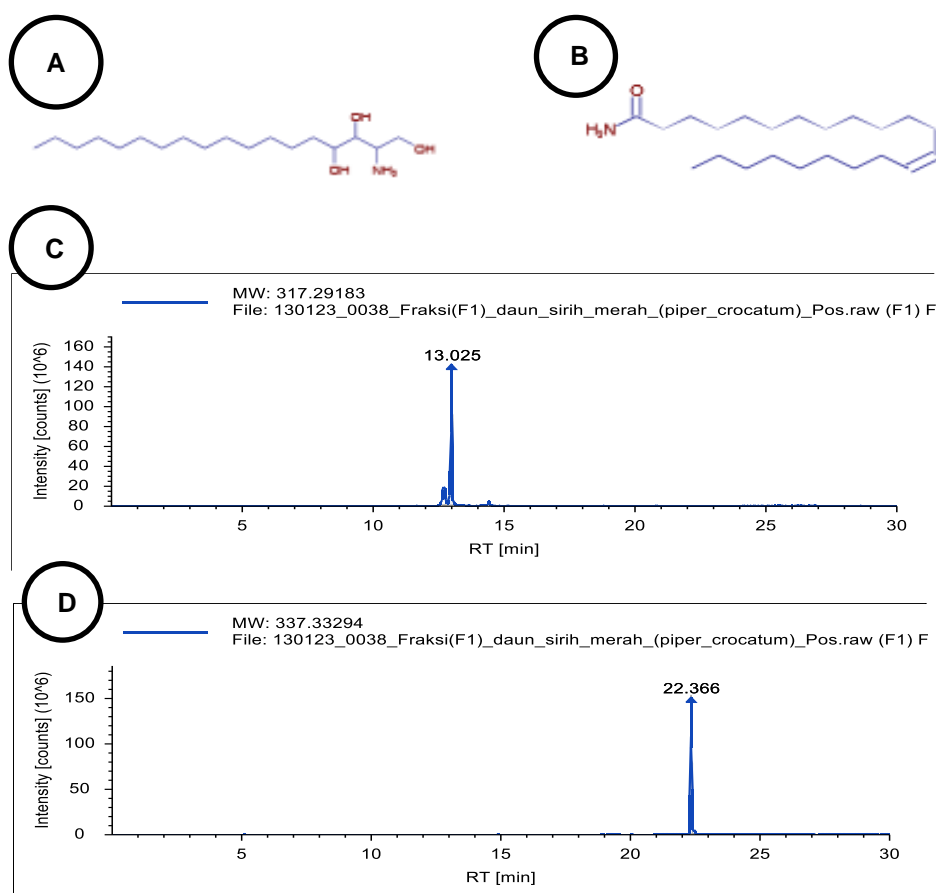 A
B
OH
OH
OH
NH₂
O
H₂N
C
MW: 317.29183
File: 130123_0038_Fraksi(F1)_daun_sirih_merah_(piper_crocatum)_Pos.raw (F1) F
Intensity [counts] (10^6)
160
140
120
100
80
60
40
20
0
13.025
5
10
15
20
25
30
RT [min]
D
MW: 337.33294
File: 130123_0038_Fraksi(F1)_daun_sirih_merah_(piper_crocatum)_Pos.raw (F1) F
Intensity [counts] (10^6)
150
100
50
0
22.366
5
10
15
20
25
30
RT [min]